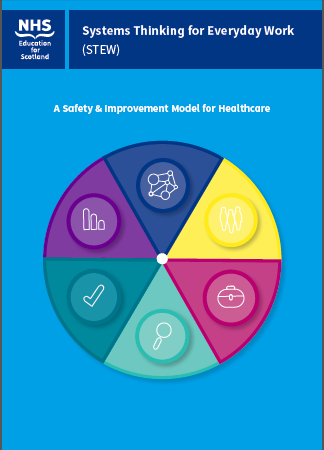 NHS
Education
for
Scotland
Systems Thinking for Everyday Work
(STEW)
A Safety & Improvement Model for Healthcare